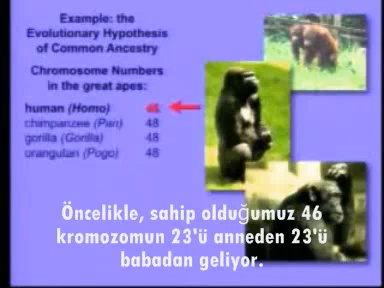 Example: the
Evolutionary Hypothesis
of Common Ancestry
Chromosome Numbers
in the great apes:
human (Homo) 46
chimpanzee (Pan) 48
gorilla (Gorilla) 48
orangutan (Pogo) 48
Öncelikle, sahip olduğumuz 46
kromozomun 23'ü anneden 23'ü
babadan geliyor.